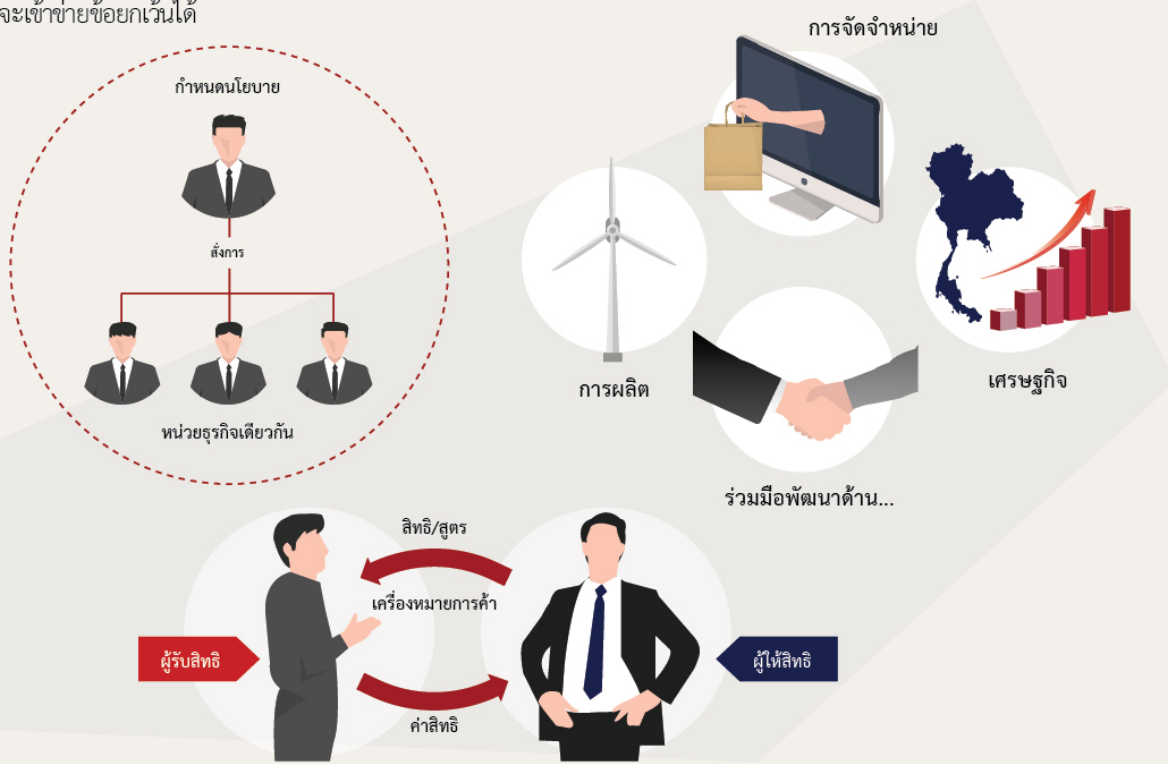 จะเข้าข่ายข้อยกเว้นได้
กำหนดนโยบาย
สั่งการ
หน่วยธุรกิจเดียวกัน
การจัดจำหน่าย
การผลิต
เศรษฐกิจ
ร่วมมือพัฒนาด้าน...
สิทธิ/สูตร
เครื่องหมายการค้า
ผู้รับสิทธิ
ผู้ให้สิทธิ
ค่าสิทธิ